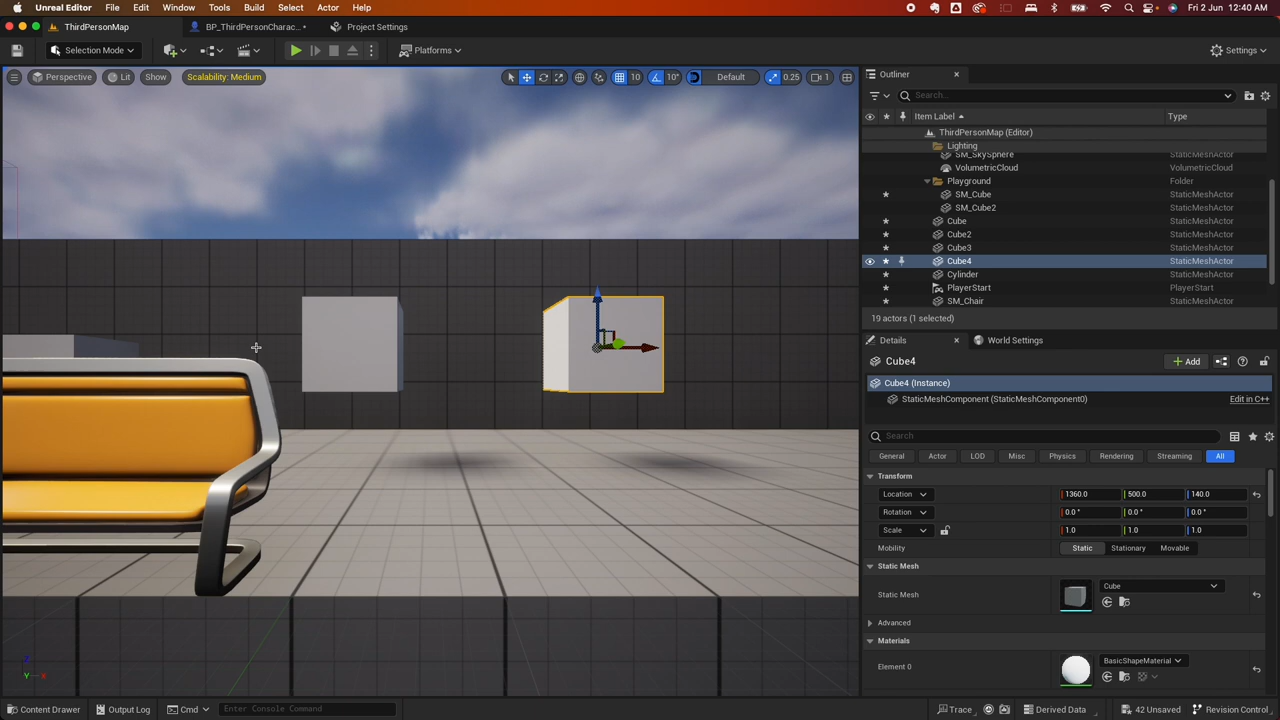 Unreal Editor File Edit Window Tools Build Select Actor Help Fri 2 Jun 12:40 AM
ThirdPersonMap BP_ThirdPersonCharac... • Project Settings
Selection Mode Platforms Settings
Perspective Lit Show Scalability: Medium 10 10° Default 0.25 1
Outliner
Search...
Item Label Type
ThirdPersonMap (Editor)
Lighting
SM_SkySphere StaticMeshActor
VolumetricCloud VolumetricCloud
Playground Folder
SM_Cube StaticMeshActor
SM_Cube2 StaticMeshActor
Cube StaticMeshActor
Cube2 StaticMeshActor
Cube3 StaticMeshActor
Cube4 StaticMeshActor
Cylinder StaticMeshActor
PlayerStart PlayerStart
SM_Chair StaticMeshActor
19 actors (1 selected)
Details World Settings
Cube4 + Add
Cube4 (Instance)
StaticMeshComponent (StaticMeshComponent0) Edit in C++
Search
General Actor LOD Misc Physics Rendering Streaming All
Transform
Location 1360.0 500.0 140.0
Rotation 0.0 ° 0.0 ° 0.0 °
Scale 1.0 1.0 1.0
Mobility Static Stationary Movable
Static Mesh
Static Mesh Cube
Advanced
Materials
Element 0 BasicShapeMaterial
Z
Y X
Content Drawer Output Log Cmd Enter Console Command Trace Derived Data 42 Unsaved Revision Control